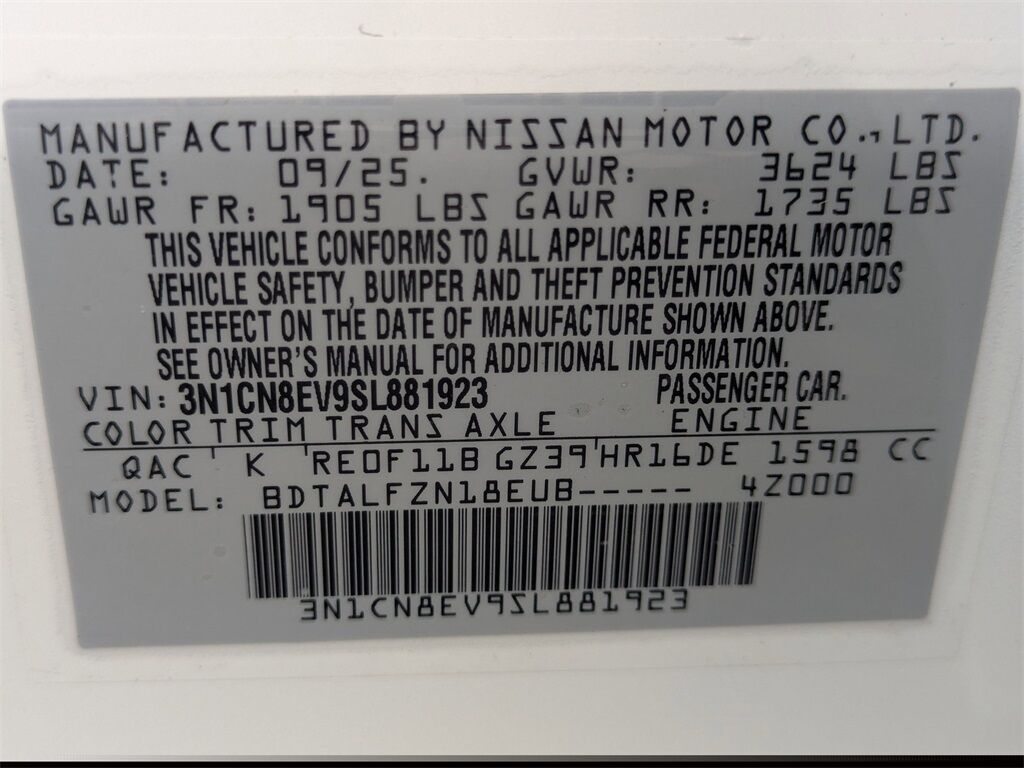 MANUFACTURED BY NISSAN MOTOR CO., LTD.
DATE: 09/25. GVWR: 3624 LBS
GAWR FR: 1905 LBS GAWR RR: 1735 LBS
THIS VEHICLE CONFORMS TO ALL APPLICABLE FEDERAL MOTOR
VEHICLE SAFETY, BUMPER AND THEFT PREVENTION STANDARDS
IN EFFECT ON THE DATE OF MANUFACTURE SHOWN ABOVE.
SEE OWNER'S MANUAL FOR ADDITIONAL INFORMATION.
VIN: 3N1CN8EV9SL881923 PASSENGER CAR.
COLOR TRIM TRANS AXLE ENGINE
QAC ' K ' RE0F11B GZ39 ' HR16DE 1598 CC
MODEL: BDTALFZN18EUB----- 4Z000
3N1CN8EV9SL881923